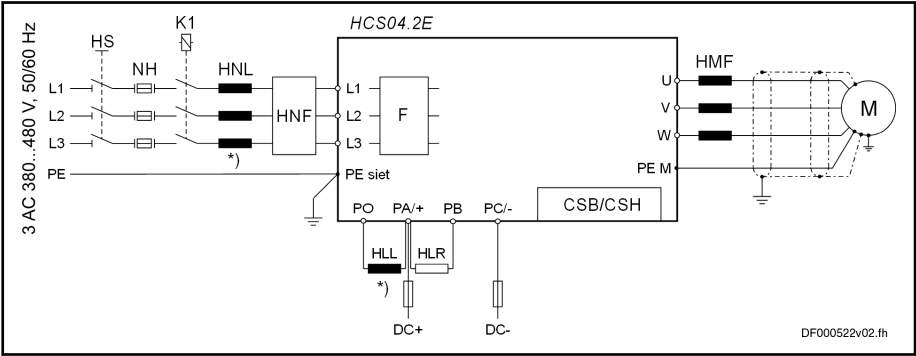 HCS04.2E
K1
HS
NH
HNL
HMF
3 AC 380...480 V, 50/60 Hz
L1
L2
L3
PE
*)
HNF
L1
L2
L3
PE siet
F
U
V
W
PE M
M
CSB/CSH
PO
PA/+
PB
PC/-
HLL
HLR
*)
DC+
DC-
DF000522v02.fh